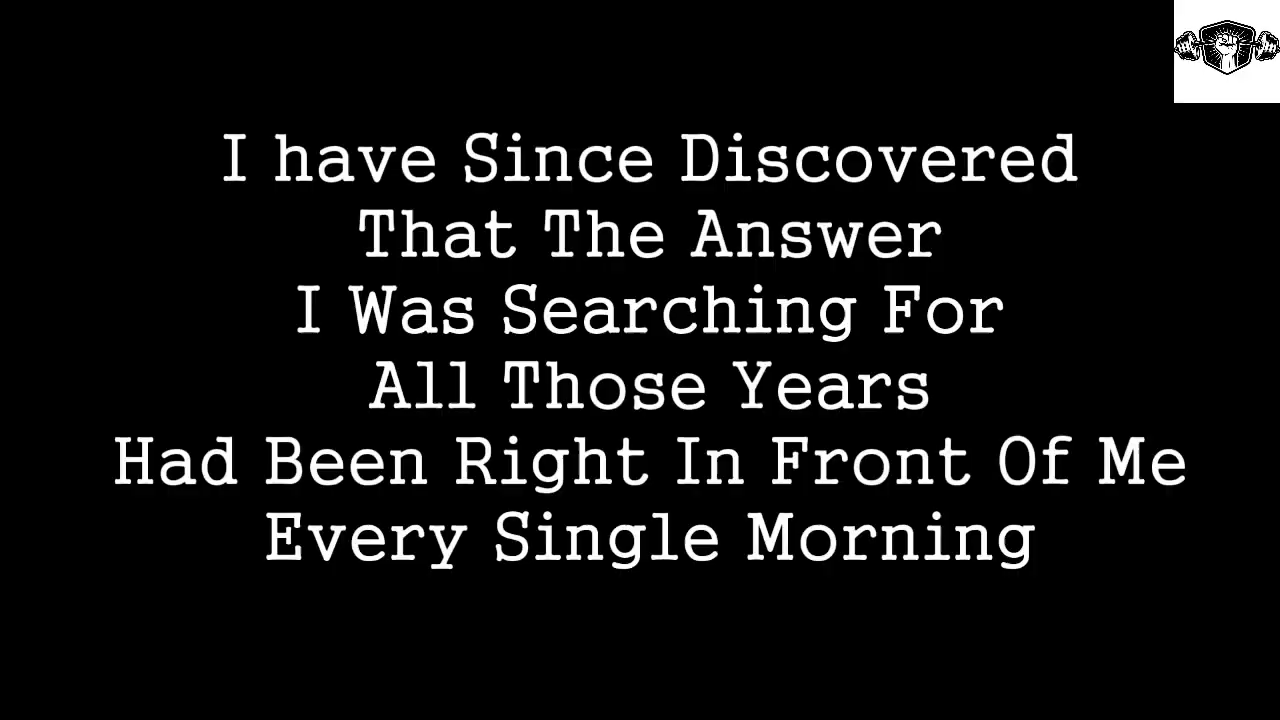 I have Since Discovered
That The Answer
I Was Searching For
All Those Years
Had Been Right In Front Of Me
Every Single Morning